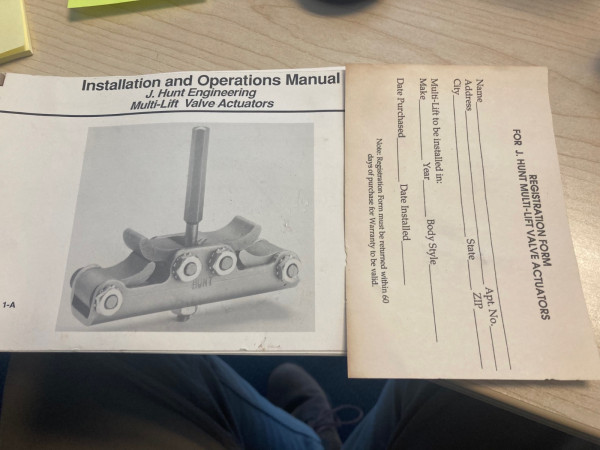 Installation and Operations Manual
J. Hunt Engineering
Multi-Lift Valve Actuators
HUNT
1-A
REGISTRATION FORM
FOR J. HUNT MULTI-LIFT VALVE ACTUATORS
Name
Address Apt. No.
City State ZIP
Multi-Lift to be installed in:
Make Year Body Style
Date Purchased Date Installed
Note: Registration Form must be returned within 60
days of purchase for Warranty to be valid.